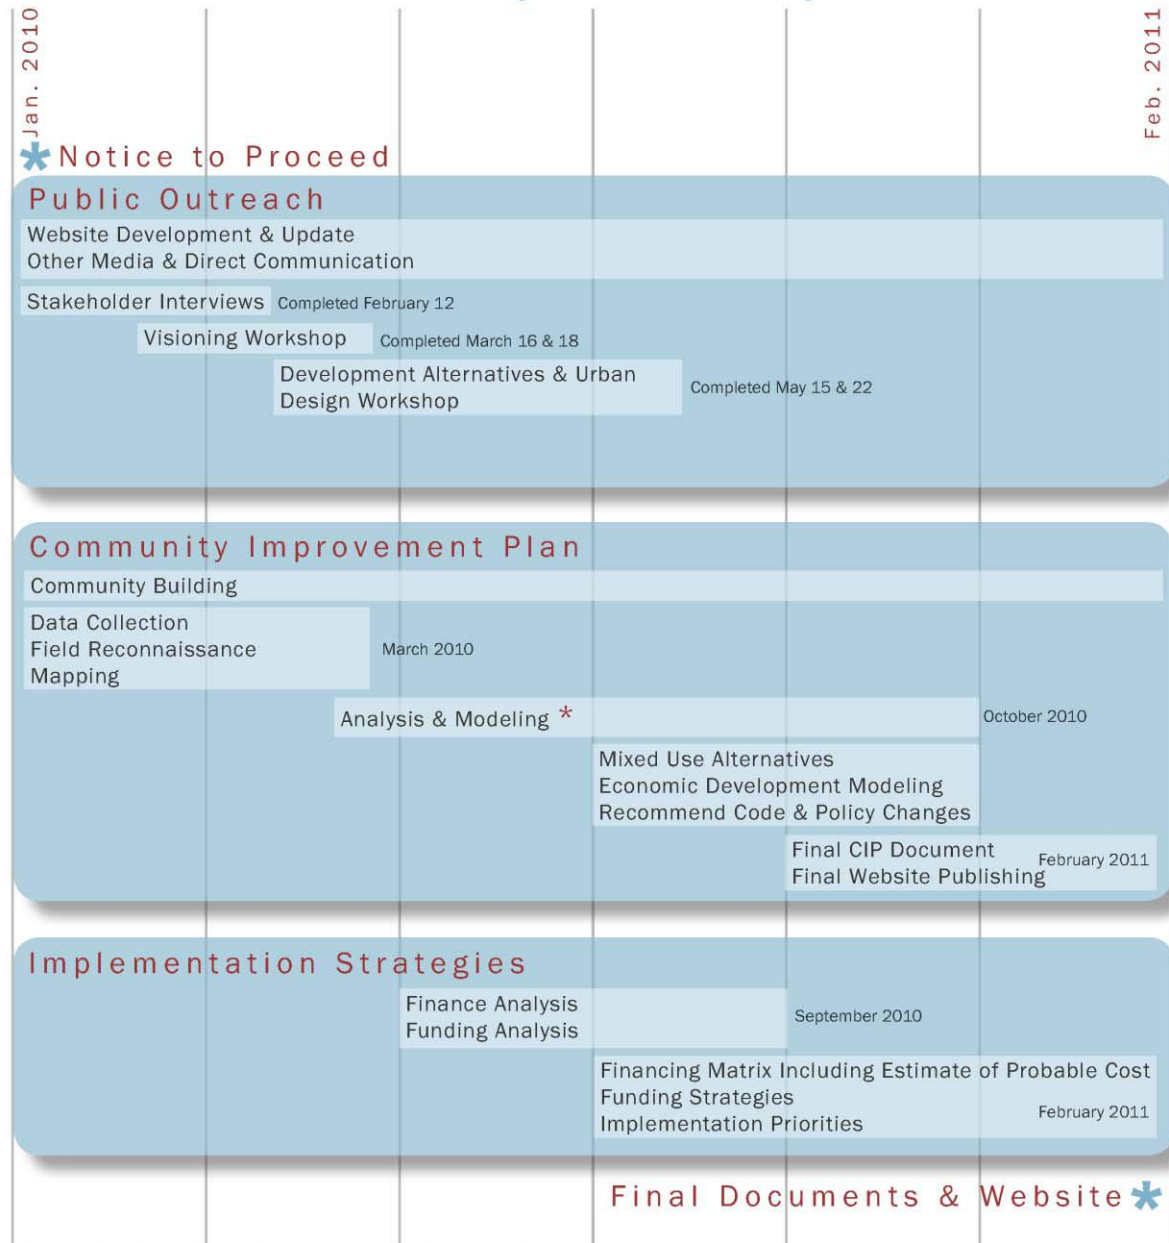 Jan. 2010
Feb. 2011
* Notice to Proceed
Public Outreach
Website Development & Update
Other Media & Direct Communication
Stakeholder Interviews Completed February 12
Visioning Workshop Completed March 16 & 18
Development Alternatives & Urban
Design Workshop
Completed May 15 & 22
Community Improvement Plan
Community Building
Data Collection
Field Reconnaissance
Mapping
March 2010
Analysis & Modeling *
October 2010
Mixed Use Alternatives
Economic Development Modeling
Recommend Code & Policy Changes
Final CIP Document
Final Website Publishing
February 2011
Implementation Strategies
Finance Analysis
Funding Analysis
September 2010
Financing Matrix Including Estimate of Probable Cost
Funding Strategies
Implementation Priorities
February 2011
Final Documents & Website *